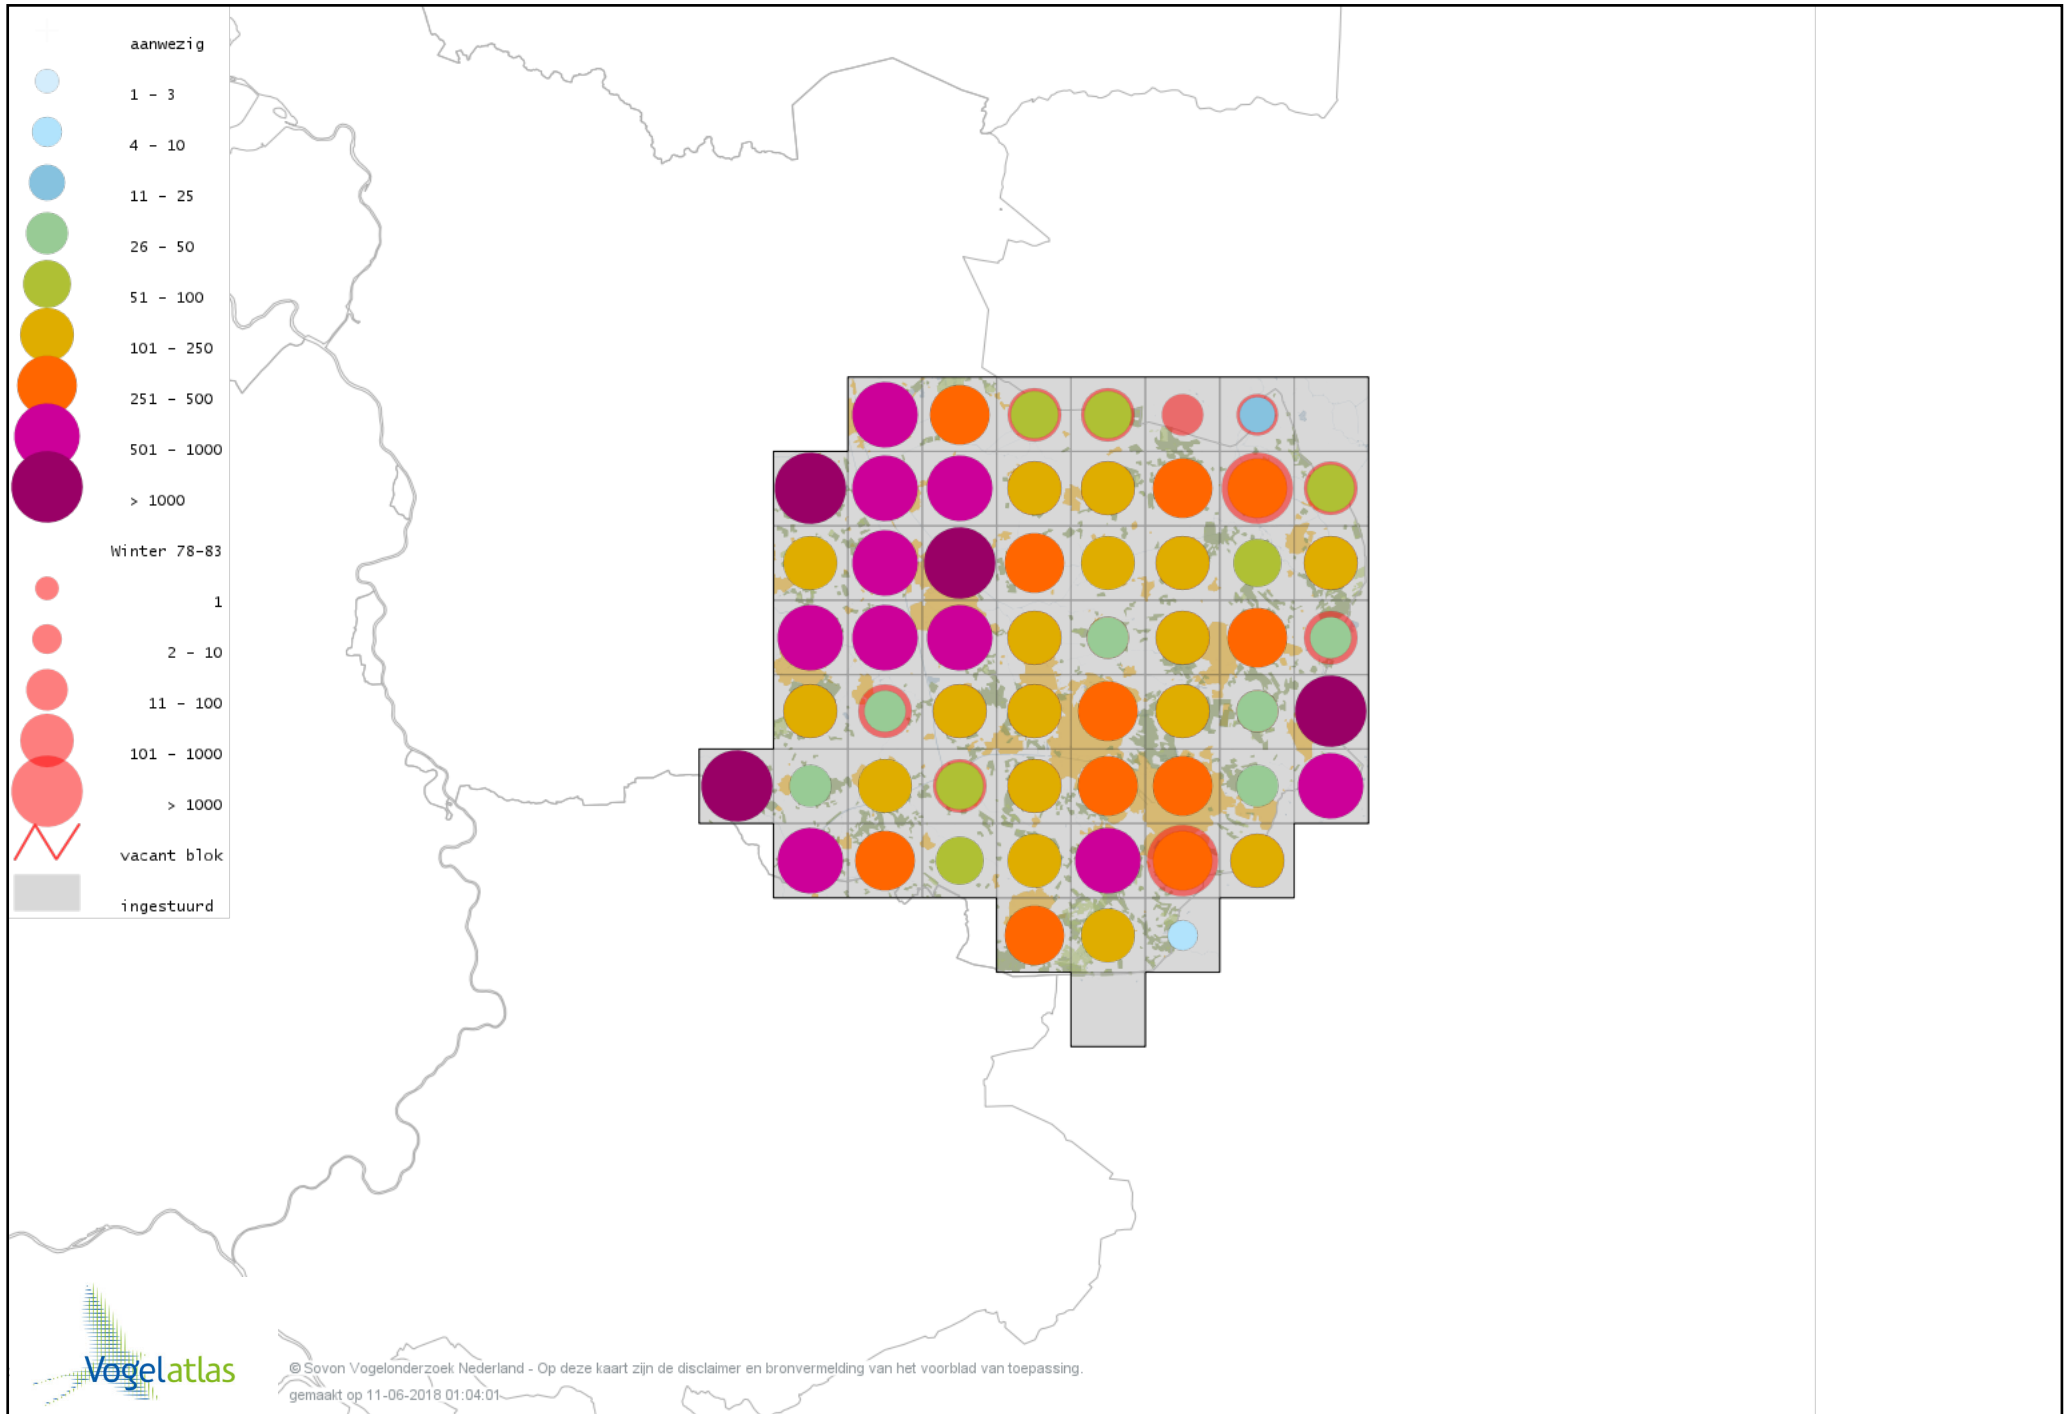 aanwezig
1 - 3
4 - 10
11 - 25
26 - 50
51 - 100
101 - 250
251 - 500
501 - 1000
> 1000
Winter 78-83
1
2 - 10
11 - 100
101 - 1000
> 1000
vacant blok
ingestuurd
Vogelatlas
© Sovon Vogelonderzoek Nederland - Op deze kaart zijn de disclaimer en bronvermelding van het voorblad van toepassing.
gemaakt op 11-06-2018 01:04:01